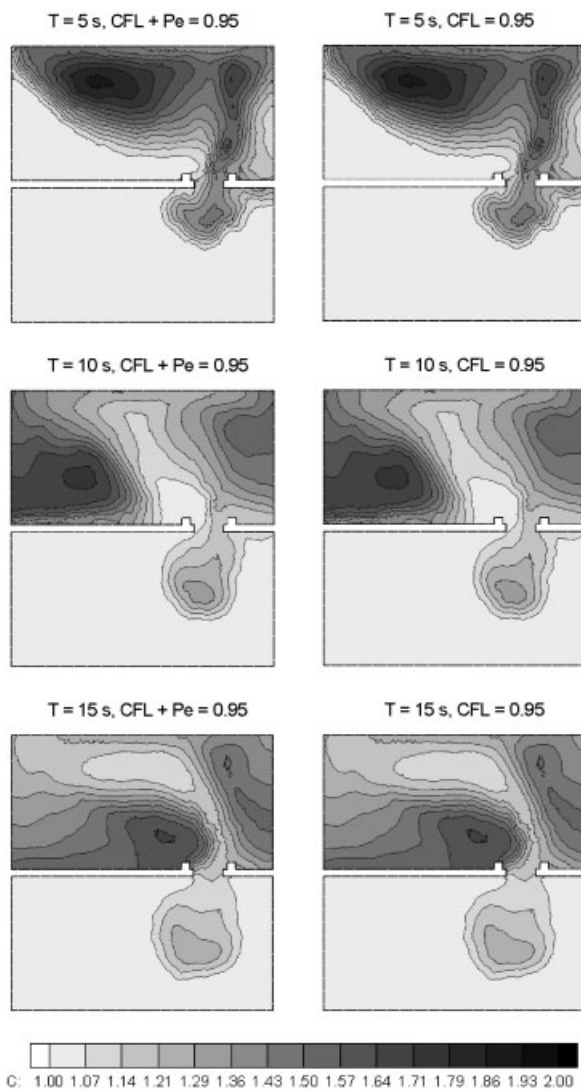 T = 5 s, CFL + Pe = 0.95
T = 5 s, CFL = 0.95
T = 10 s, CFL + Pe = 0.95
T = 10 s, CFL = 0.95
T = 15 s, CFL + Pe = 0.95
T = 15 s, CFL = 0.95
C: 1.00 1.07 1.14 1.21 1.29 1.36 1.43 1.50 1.57 1.64 1.71 1.79 1.86 1.93 2.00